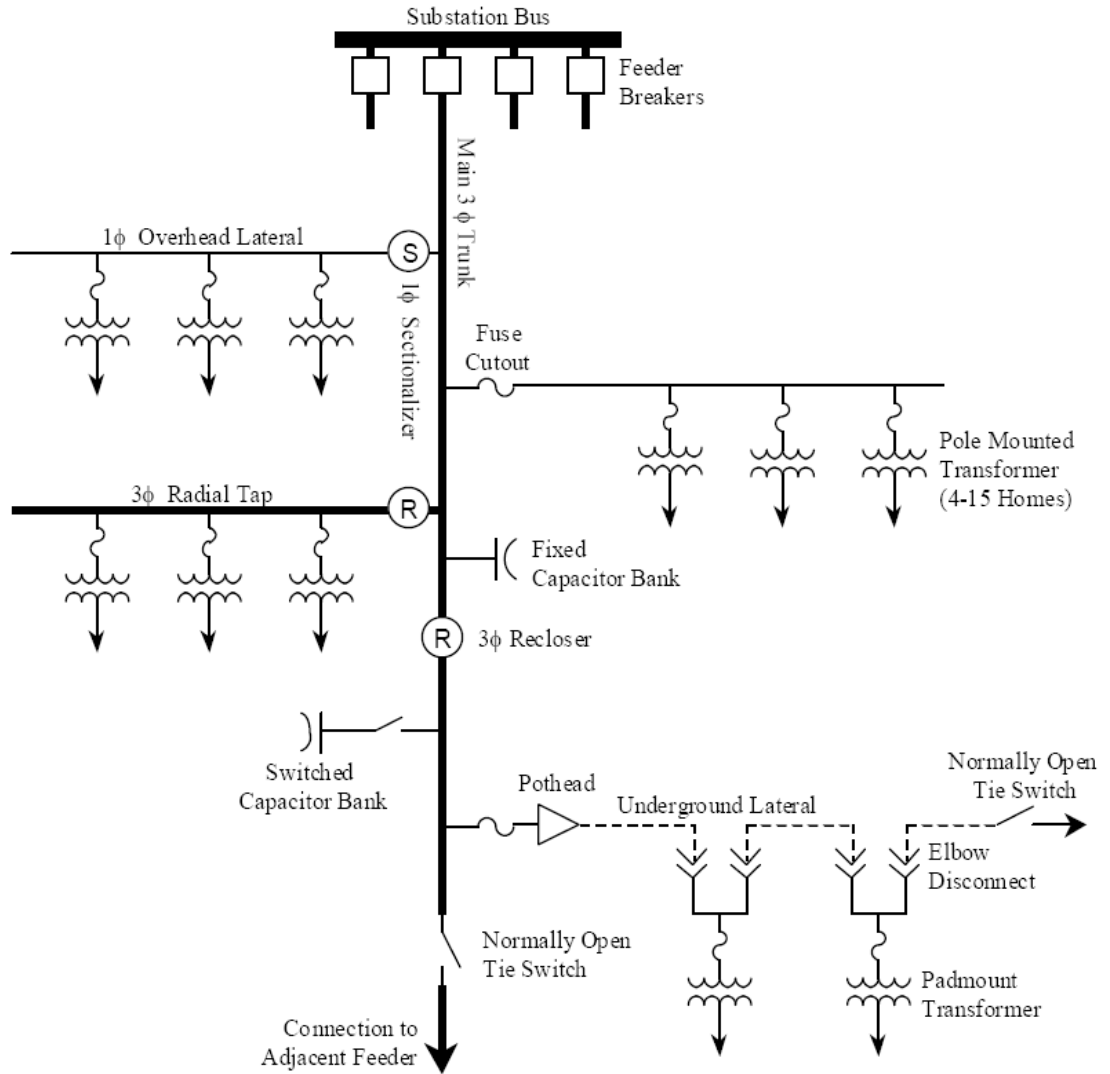 Substation Bus
Feeder
Breakers
Main 3 ϕ Trunk
1ϕ Overhead Lateral
S
1ϕ Sectionalizer
Fuse
Cutout
Pole Mounted
Transformer
(4-15 Homes)
3ϕ Radial Tap
R
Fixed
Capacitor Bank
R
3ϕ Recloser
Switched
Capacitor Bank
Pothead
Underground Lateral
Normally Open
Tie Switch
Elbow
Disconnect
Normally Open
Tie Switch
Padmount
Transformer
Connection to
Adjacent Feeder